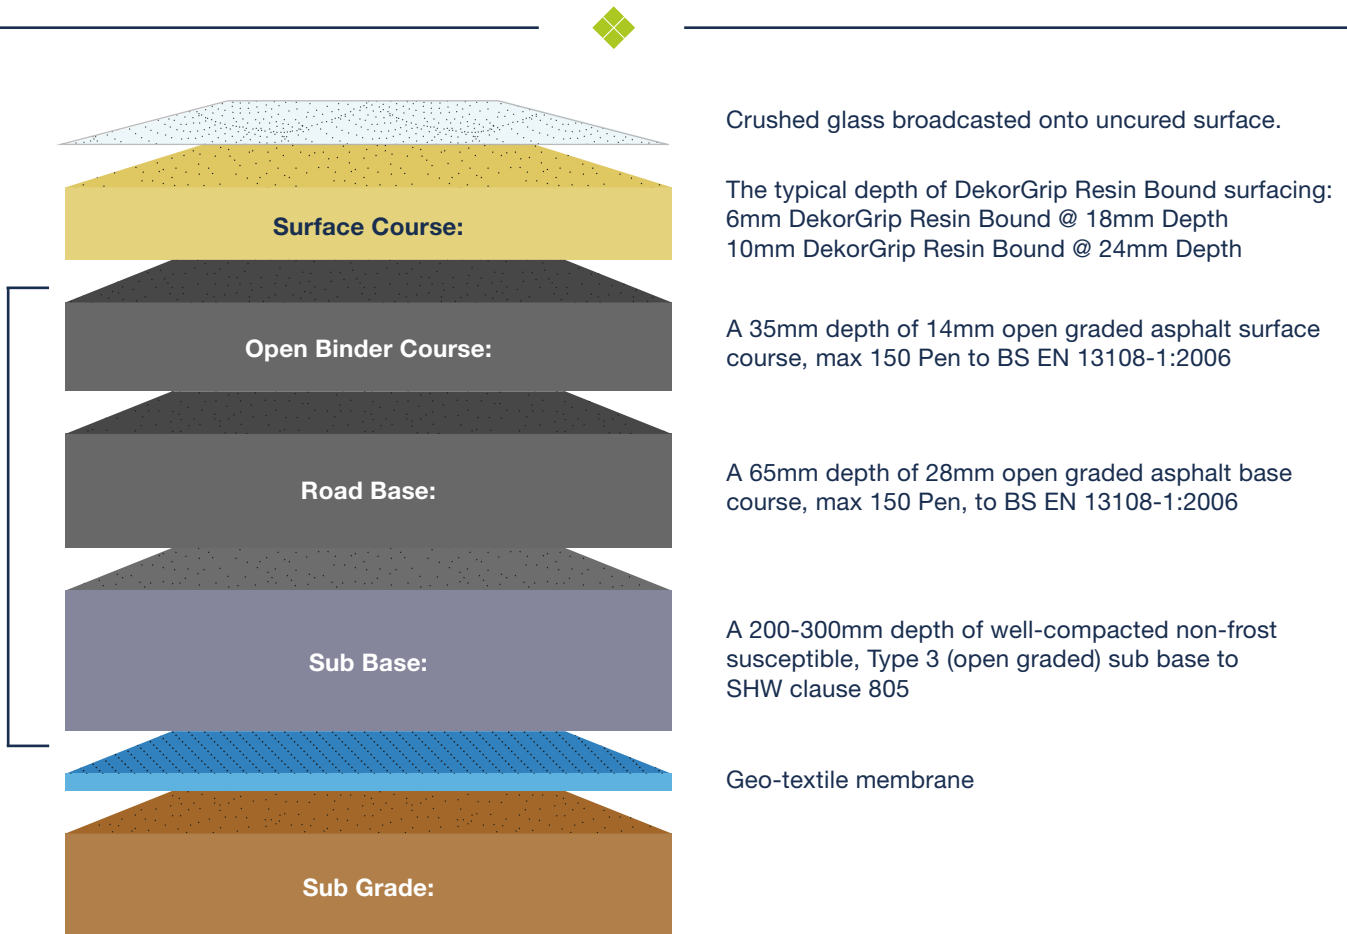 Crushed glass broadcasted onto uncured surface.
Surface Course:
The typical depth of DekorGrip Resin Bound surfacing:
6mm DekorGrip Resin Bound @ 18mm Depth
10mm DekorGrip Resin Bound @ 24mm Depth
Open Binder Course:
A 35mm depth of 14mm open graded asphalt surface
course, max 150 Pen to BS EN 13108-1:2006
Road Base:
A 65mm depth of 28mm open graded asphalt base
course, max 150 Pen, to BS EN 13108-1:2006
Sub Base:
A 200-300mm depth of well-compacted non-frost
susceptible, Type 3 (open graded) sub base to
SHW clause 805
Geo-textile membrane
Sub Grade: